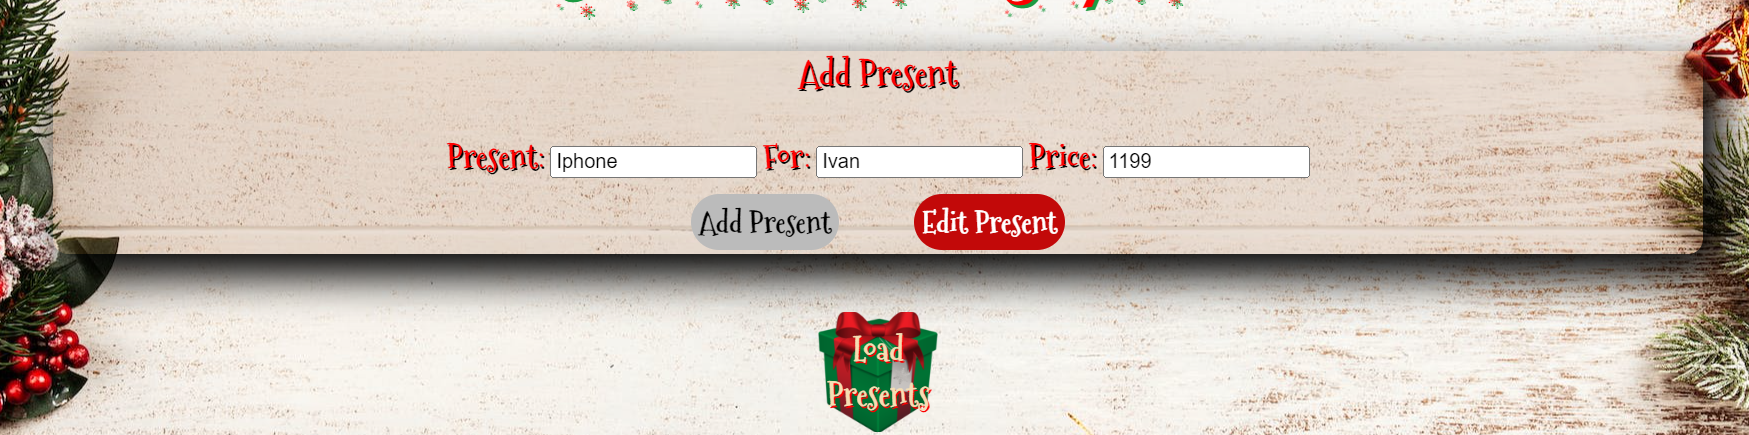 Add Present
Present: Iphone For: Ivan Price: 1199
Add Present Edit Present
Load
Presents